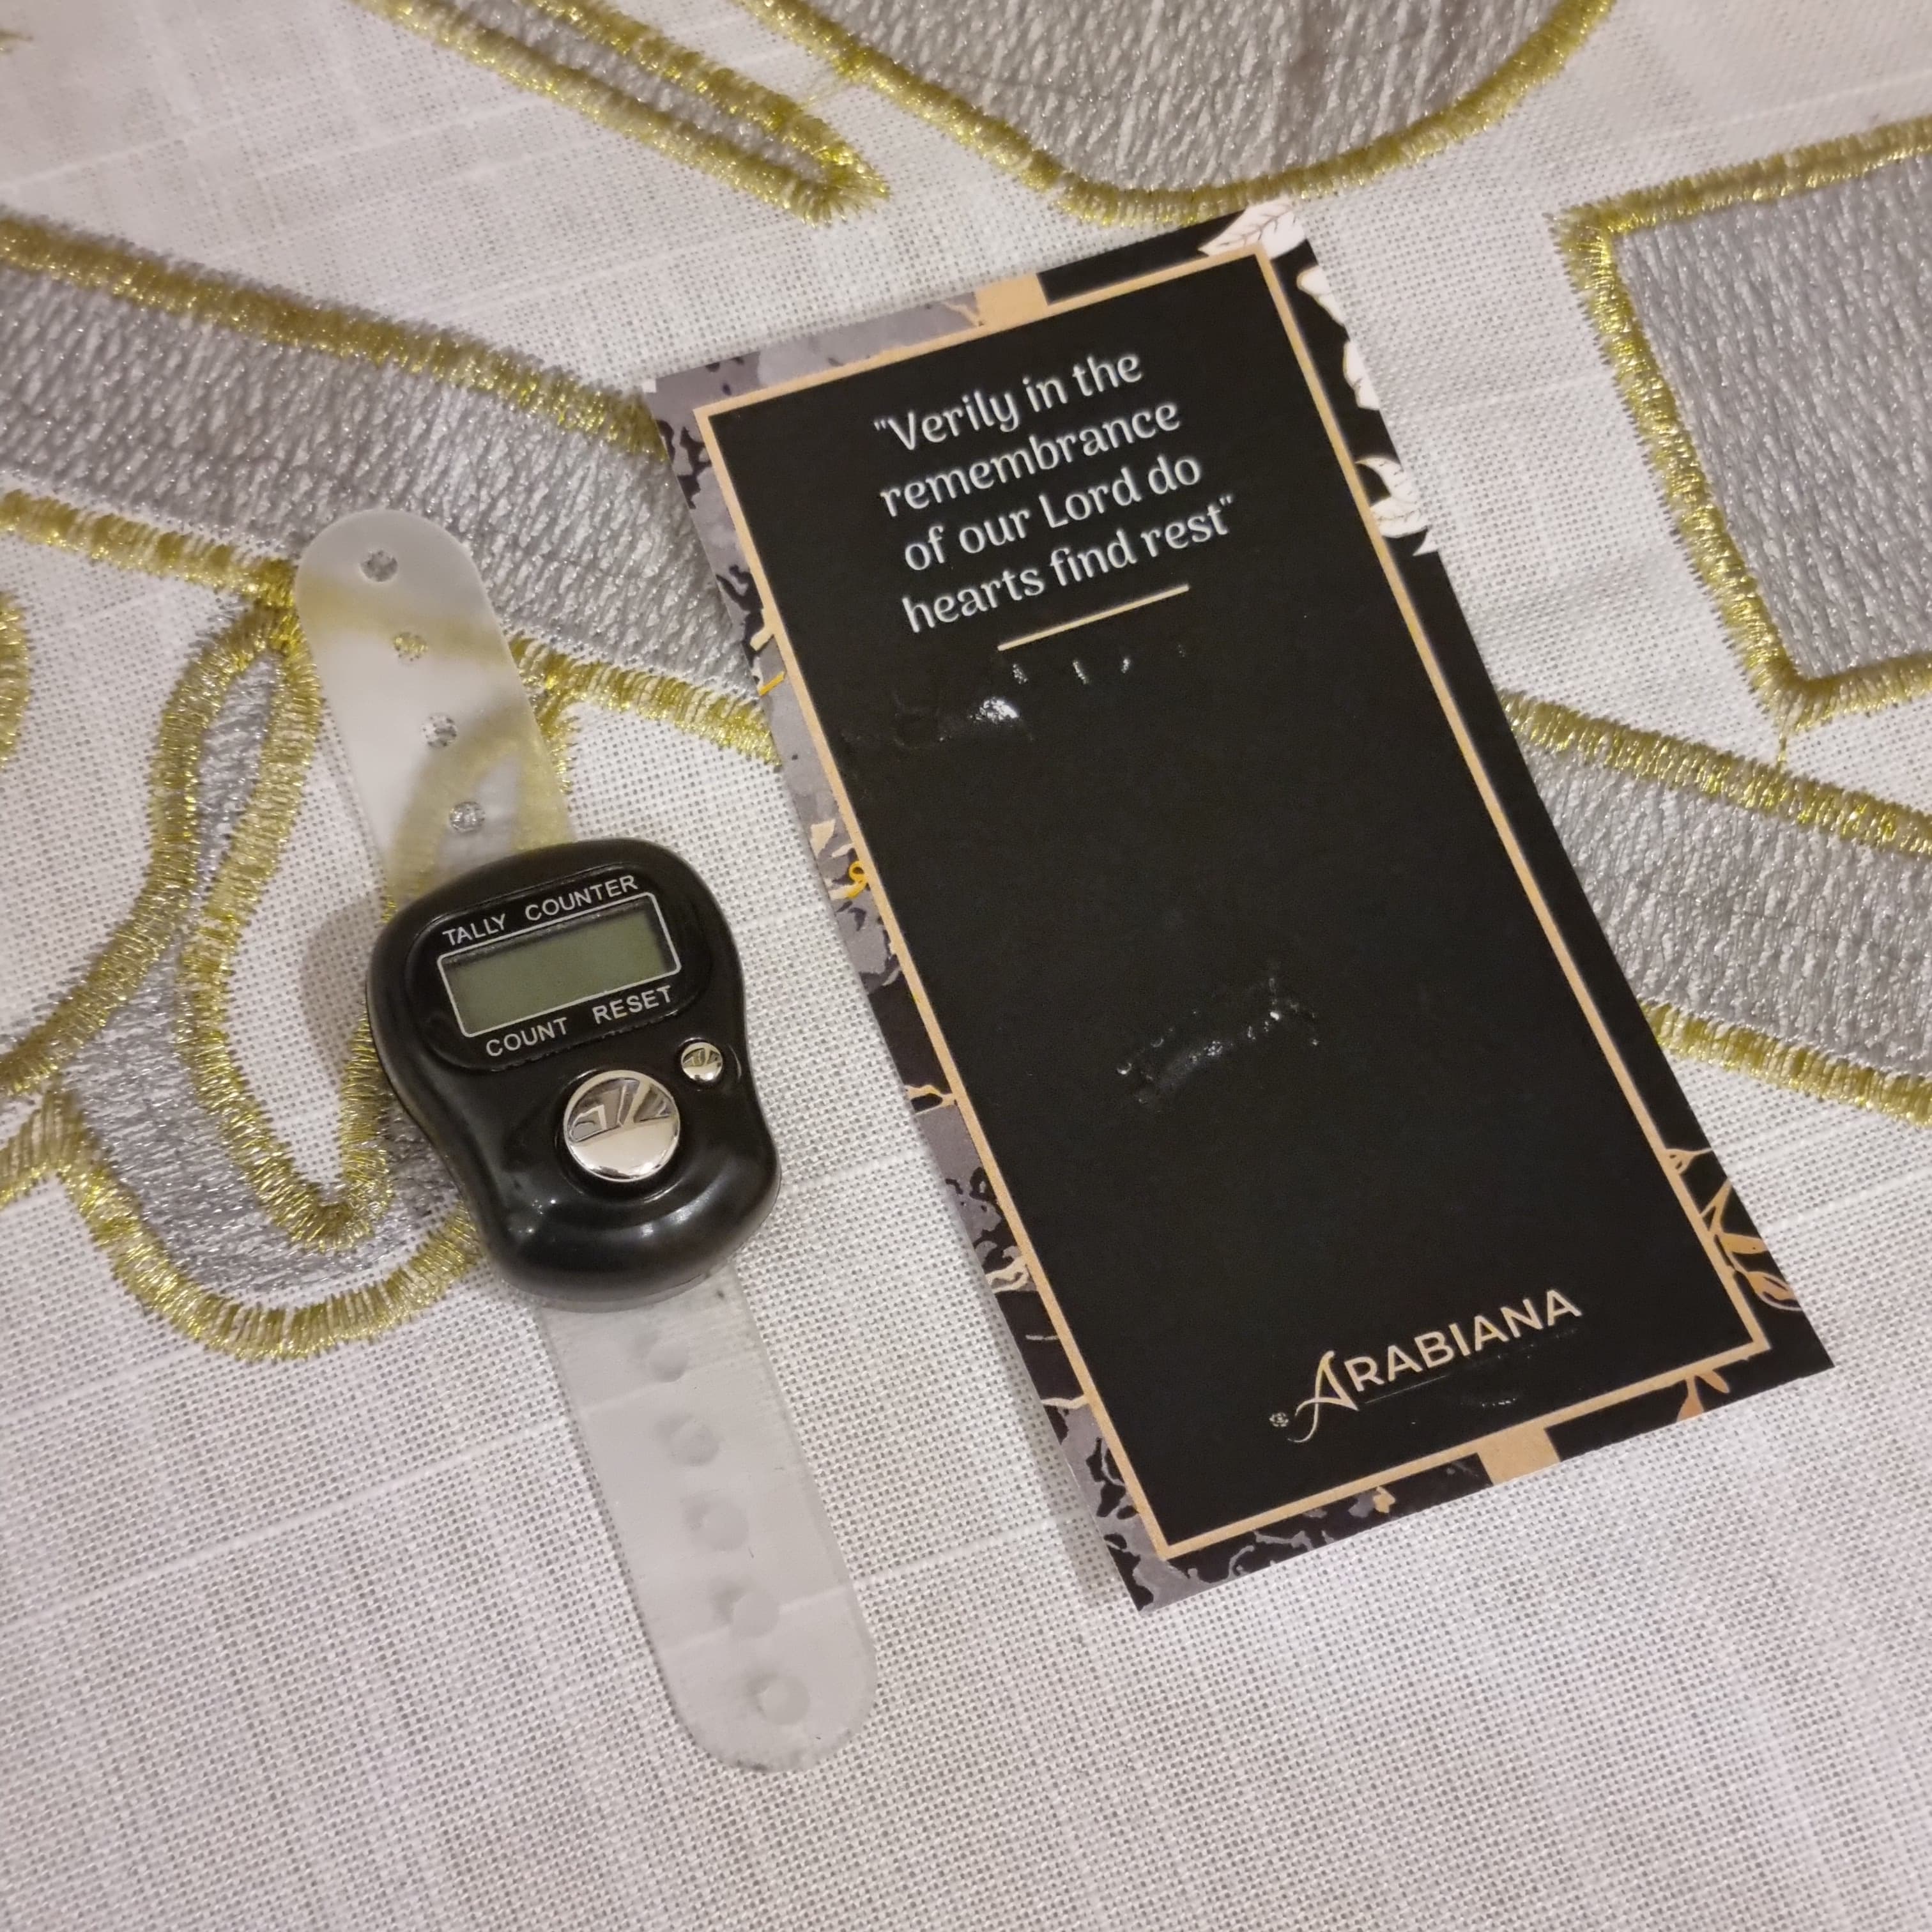 TALLY COUNTER
COUNT RESET
"Verily in the
remembrance
of our Lord do
hearts find rest"
ARABIANA